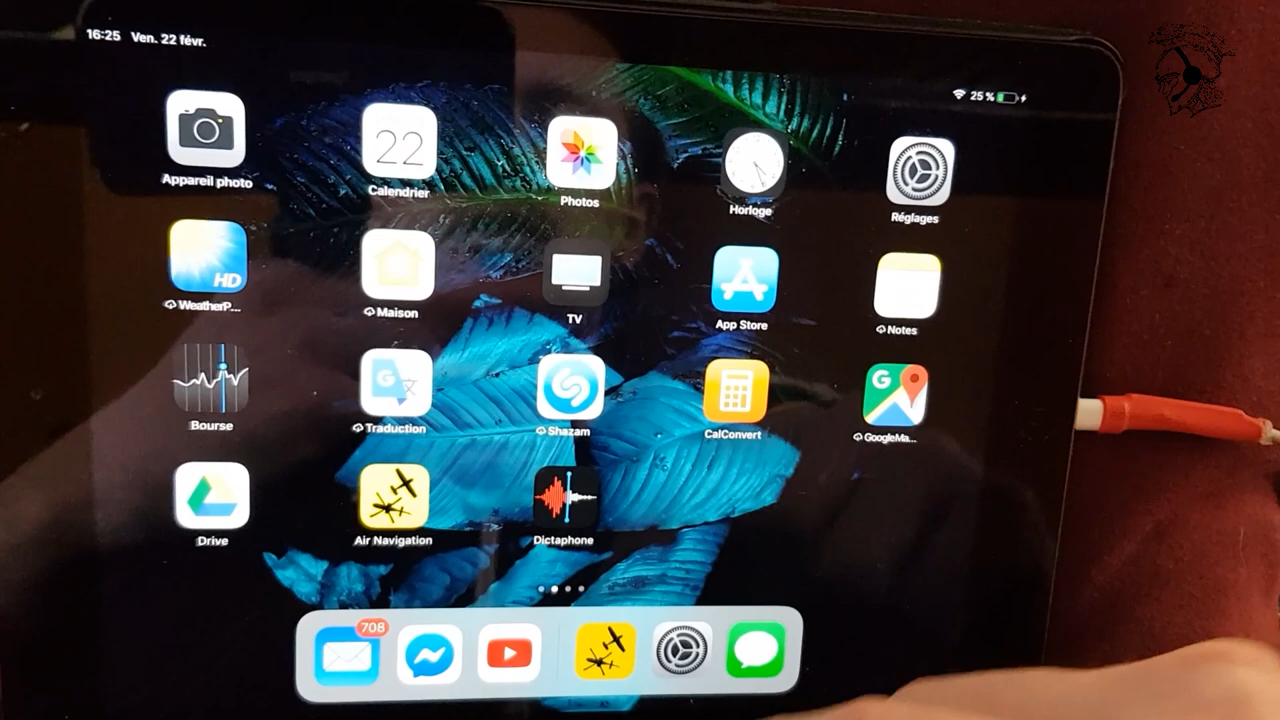 16:25 Ven. 22 févr.
25 %
Appareil photo
22
Calendrier
Photos
Horloge
Réglages
HD
WeatherP...
Maison
TV
App Store
Notes
Bourse
G
Traduction
Shazam
CalConvert
G
GoogleMa...
Drive
Air Navigation
Dictaphone
708